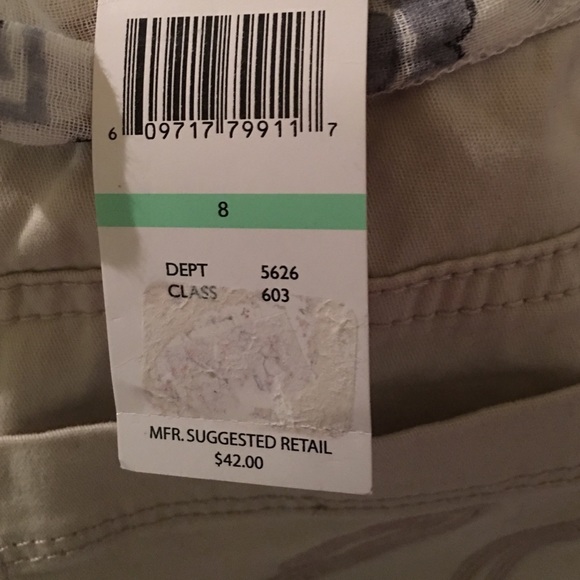 6 09717 79911 7
8
DEPT 5626
CLASS 603
MFR. SUGGESTED RETAIL
$42.00